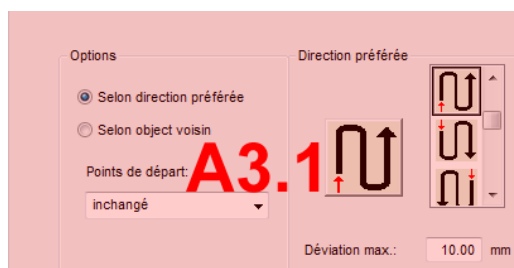 Options
Direction préférée
Selon direction préférée
Selon object voisin
Points de départ:
A3.1
inchangé
Déviation max.: 10.00 mm